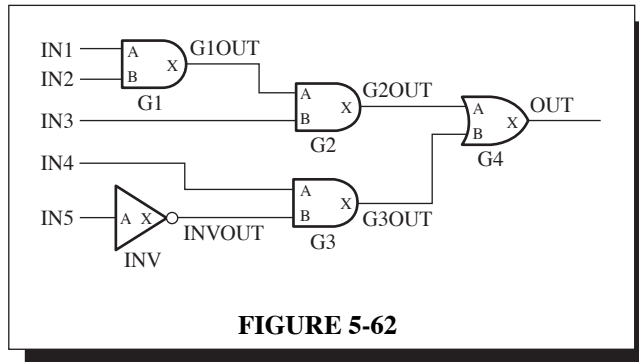 IN1
A
G1OUT
X
IN2
B
G1
A
G2OUT
X
IN3
B
G2
A
OUT
X
B
G4
IN4
A
X
B
G3OUT
G3
IN5
A X
INVOUT
INV
FIGURE 5-62